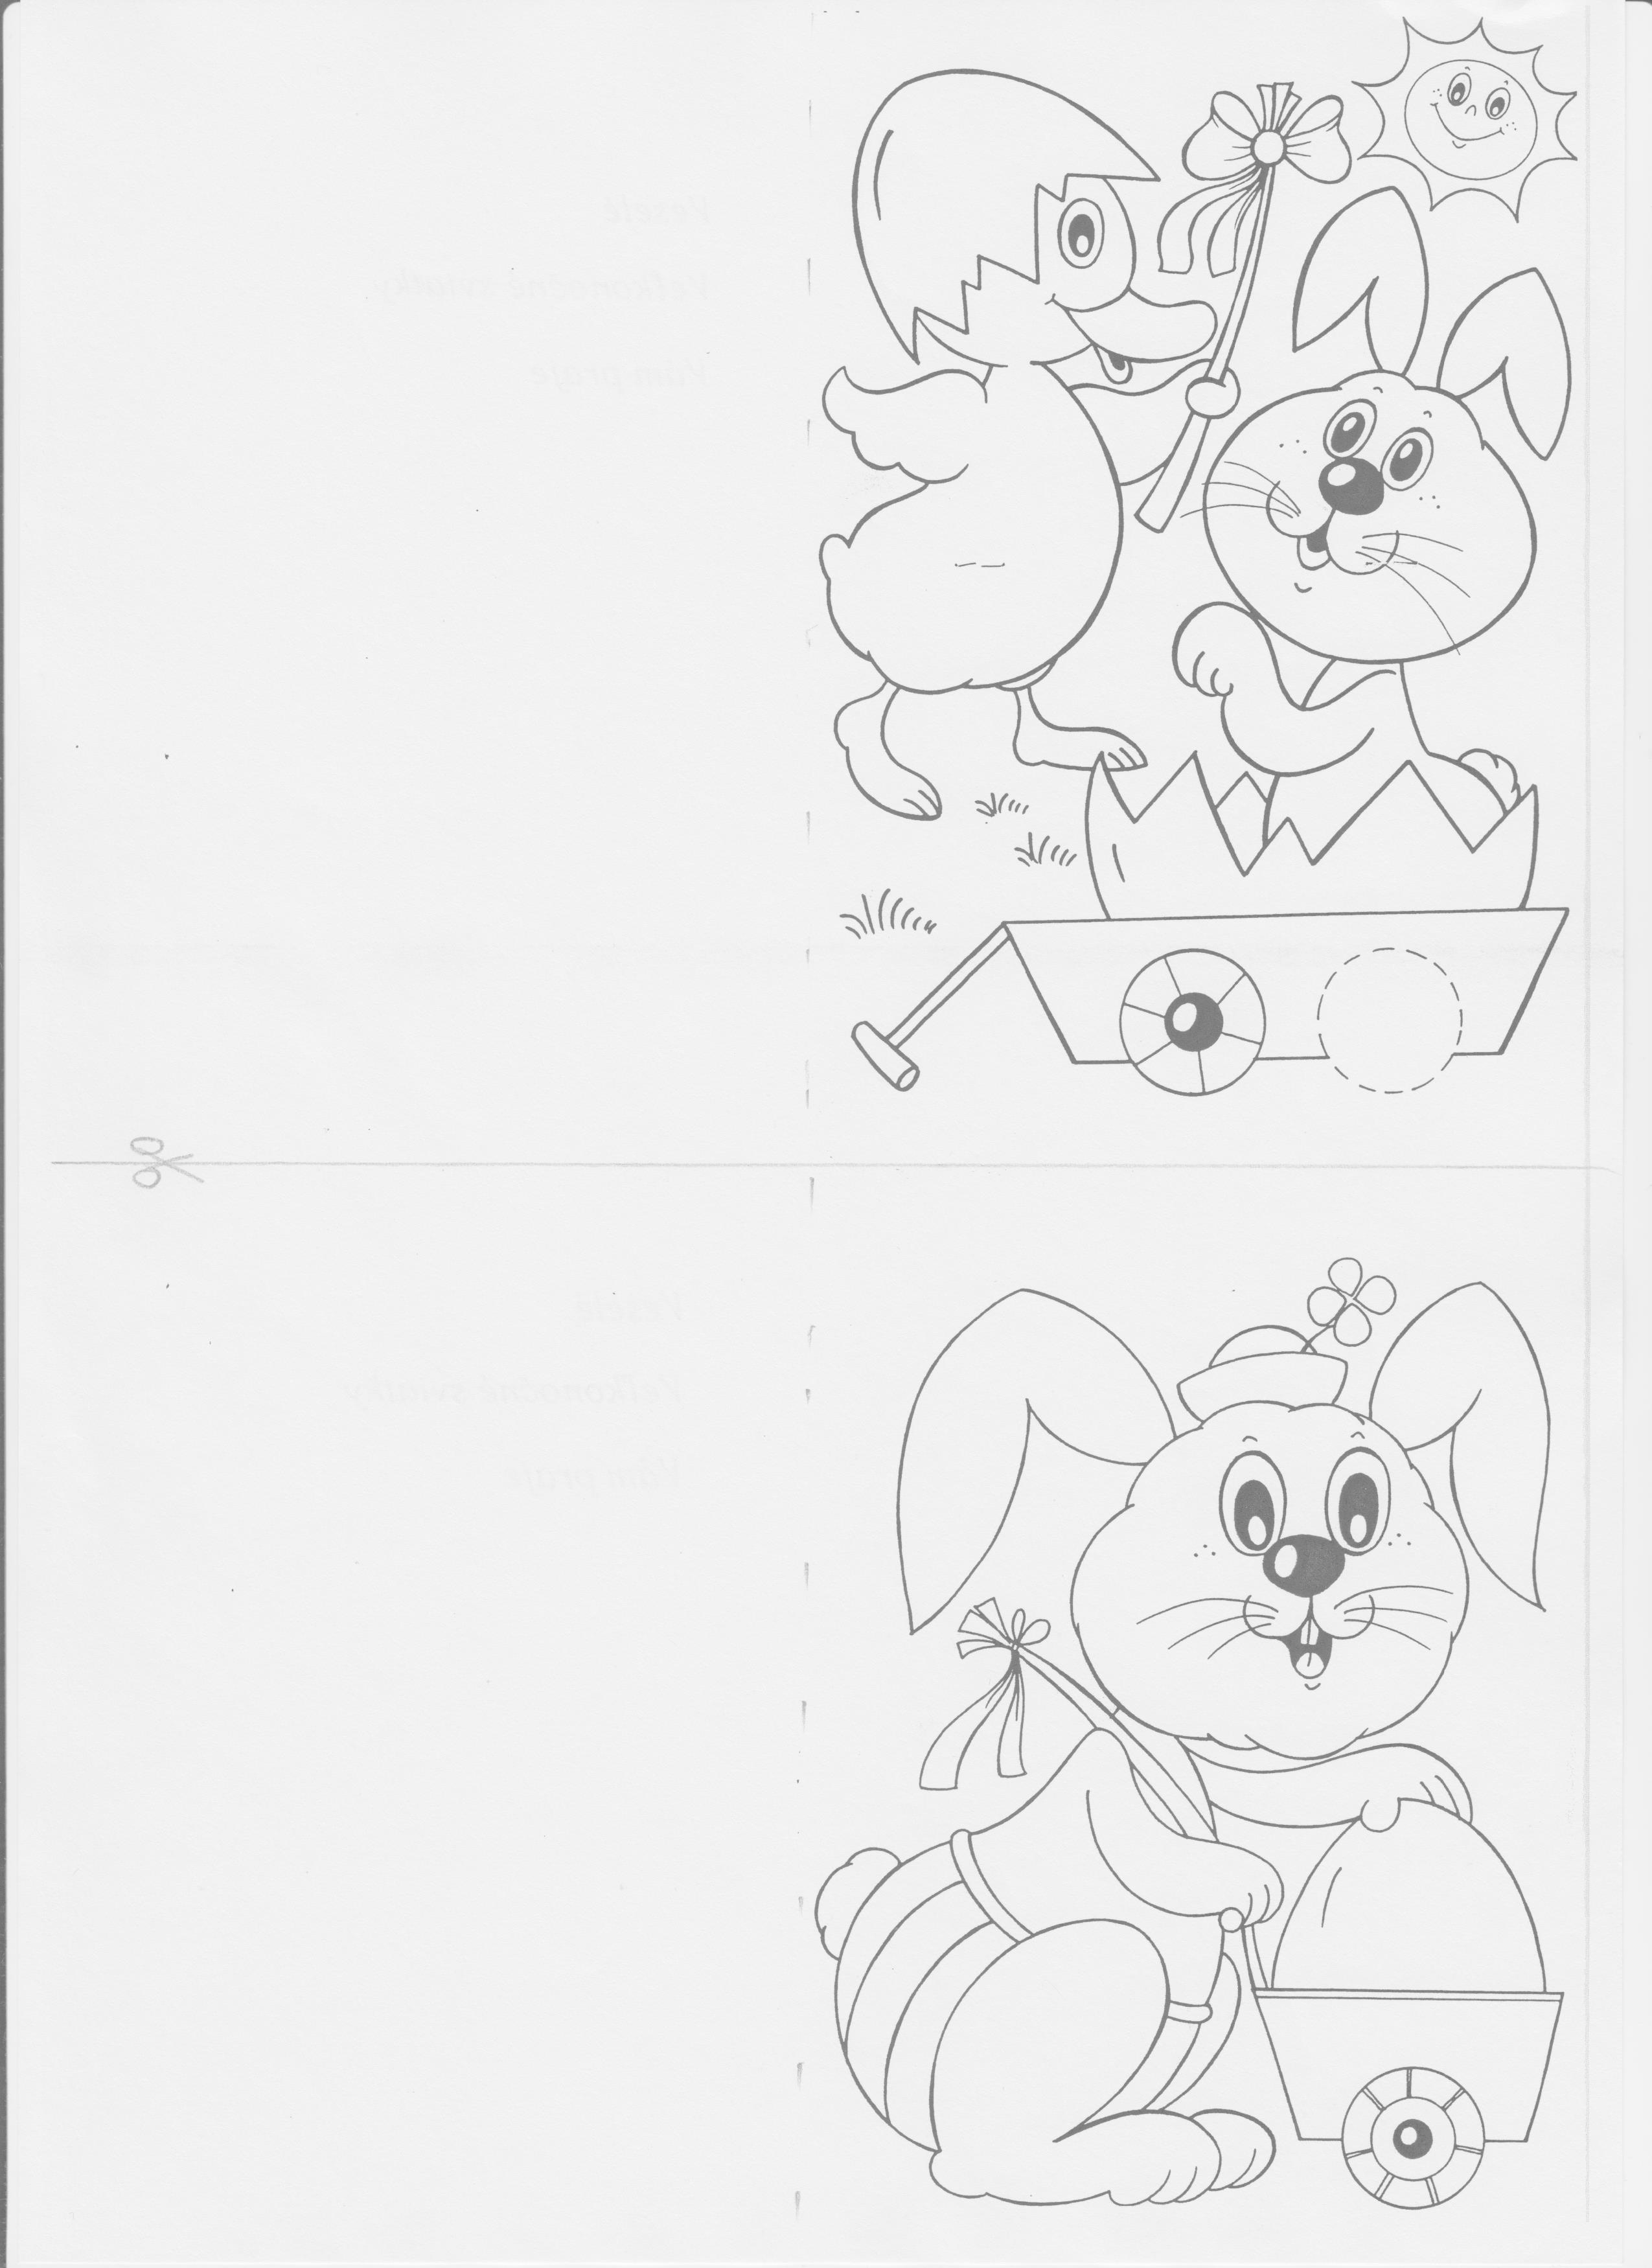 Veselé
Veľkonočné sviatky
Vám praje
Veselé
Veľkonočné sviatky
Vám praje